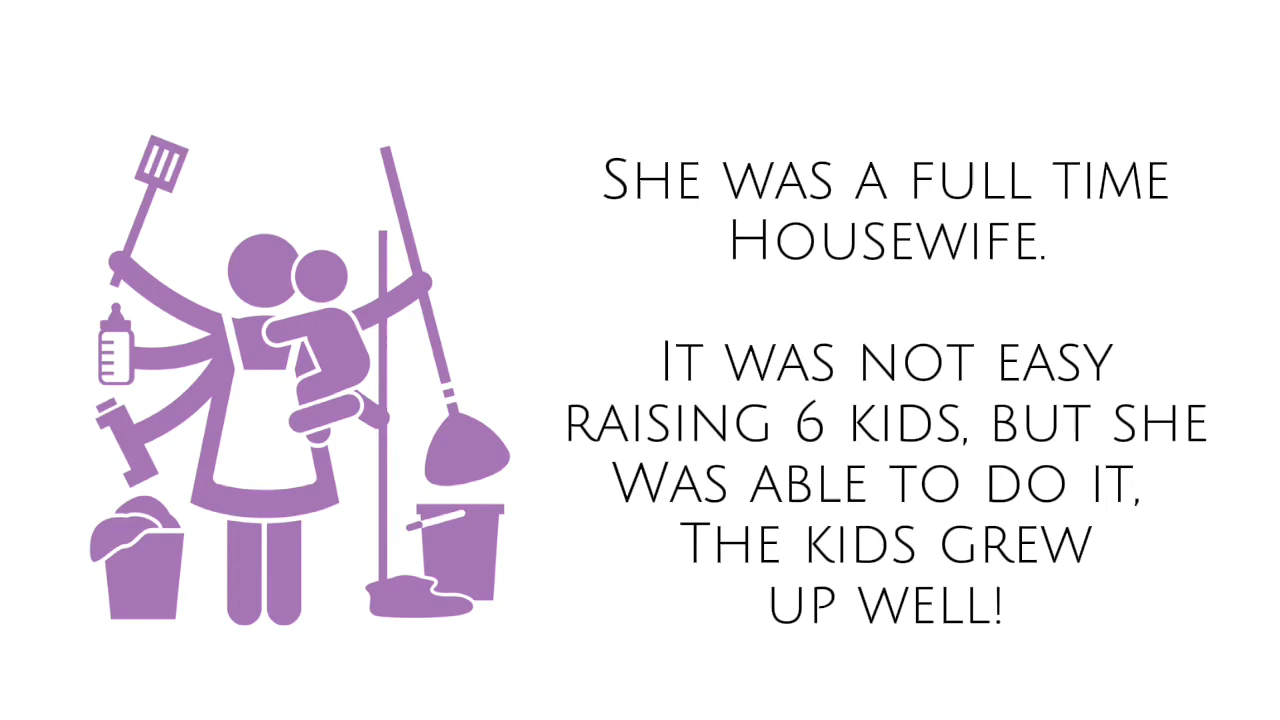 She was a full time
Housewife.
It was not easy
raising 6 kids, but she
Was able to do it,
The kids grew
up well!